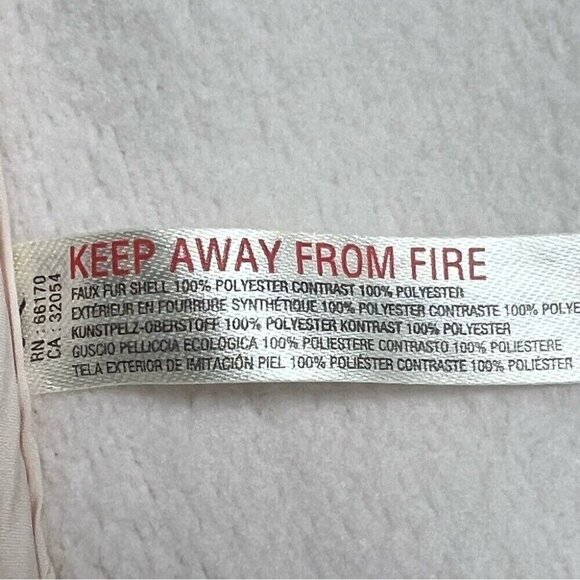 KEEP AWAY FROM FIRE
FAUX FUR SHELL 100% POLYESTER CONTRAST 100% POLYESTER
EXTÉRIEUR EN FOURRURE SYNTHÉTIQUE 100% POLYESTER CONTRASTE 100% POLYE
KUNSTPELZ-OBERSTOFF 100% POLYESTER KONTRAST 100% POLYESTER
GUSCIO PELLICCIA ECOLOGICA 100% POLIESTERE CONTRASTO 100% POLIESTERE
TELA EXTERIOR DE IMITACIÓN PIEL 100% POLIÉSTER CONTRASTE 100% POLIÉSTER
RN : 66170
CA : 32054